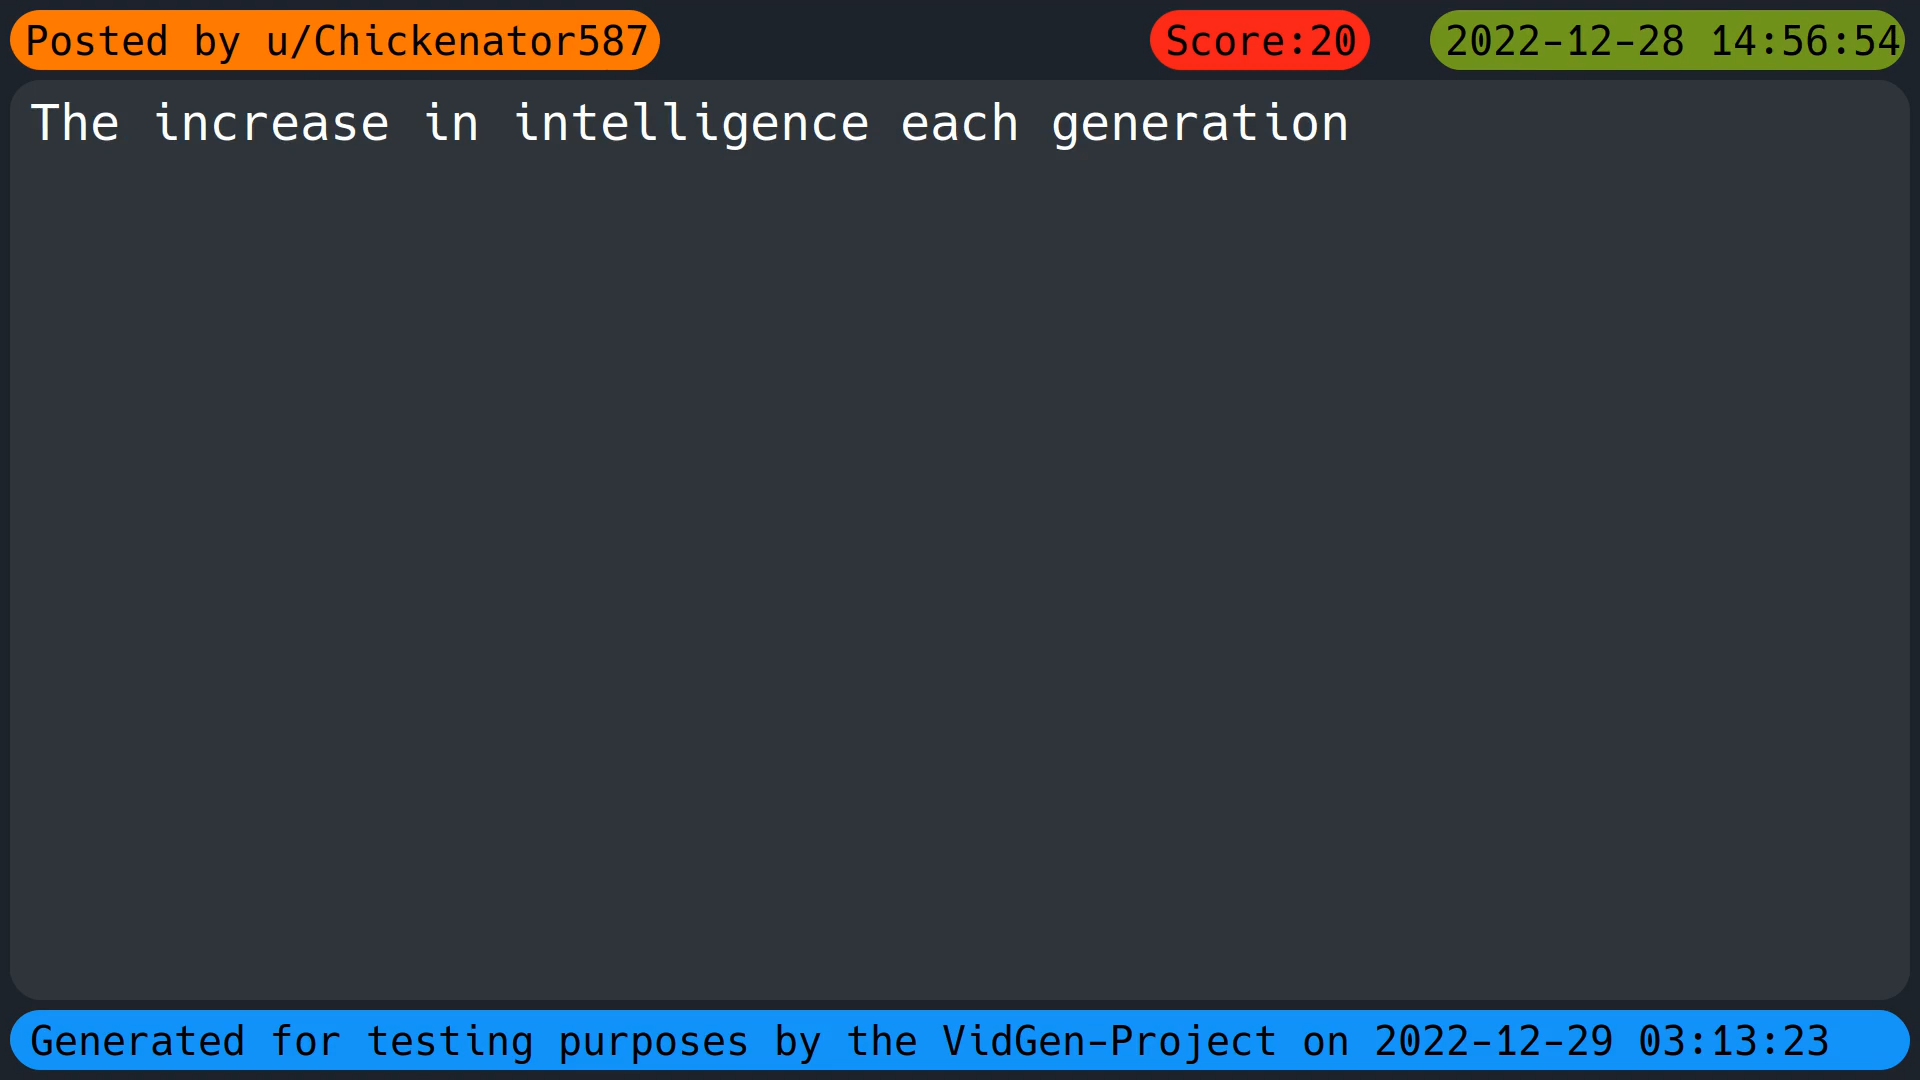 Posted by u/Chickenator587 Score:20 2022-12-28 14:56:54
The increase in intelligence each generation
Generated for testing purposes by the VidGen-Project on 2022-12-29 03:13:23